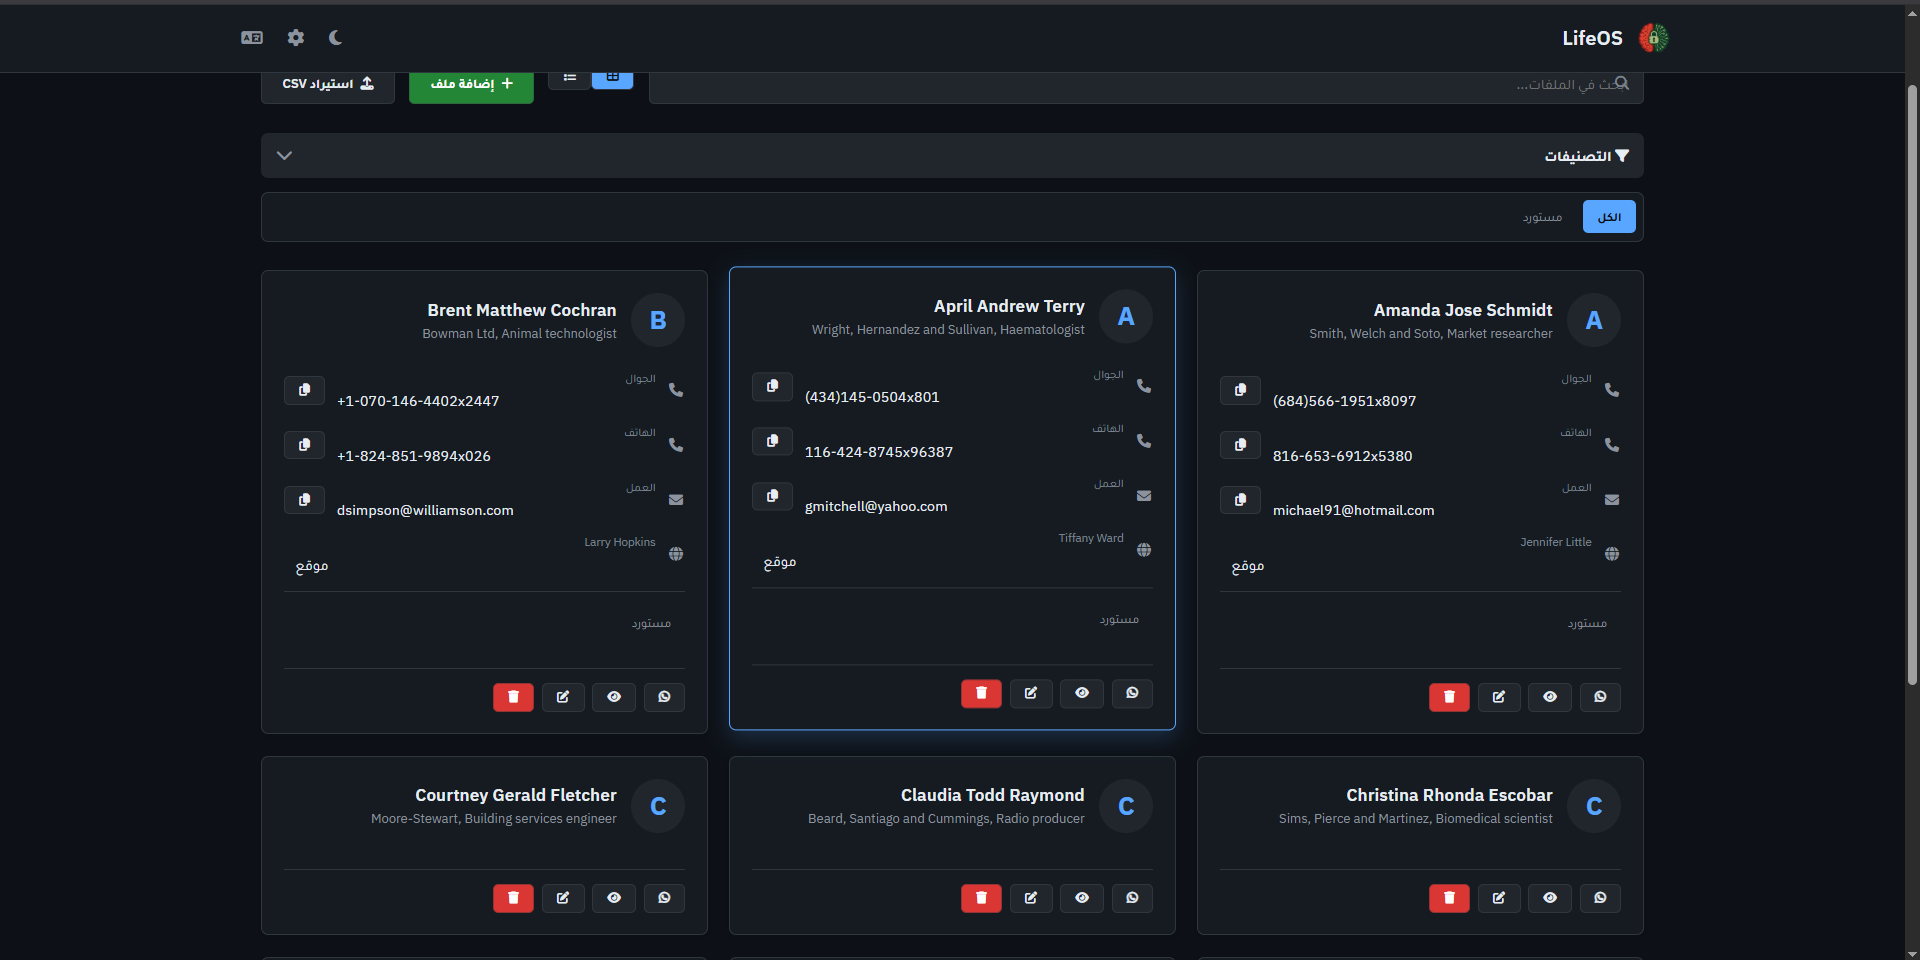 LifeOS
بحث في الملفات...
إضافة ملف
استيراد CSV
التصنيفات
الكل
مستورد
A
Amanda Jose Schmidt
Smith, Welch and Soto, Market researcher
الجوال
(684)566-1951x8097
الهاتف
816-653-6912x5380
العمل
michael91@hotmail.com
Jennifer Little
موقع
مستورد
A
April Andrew Terry
Wright, Hernandez and Sullivan, Haematologist
الجوال
(434)145-0504x801
الهاتف
116-424-8745x96387
العمل
gmitchell@yahoo.com
Tiffany Ward
موقع
مستورد
B
Brent Matthew Cochran
Bowman Ltd, Animal technologist
الجوال
+1-070-146-4402x2447
الهاتف
+1-824-851-9894x026
العمل
dsimpson@williamson.com
Larry Hopkins
موقع
مستورد
C
Christina Rhonda Escobar
Sims, Pierce and Martinez, Biomedical scientist
C
Claudia Todd Raymond
Beard, Santiago and Cummings, Radio producer
C
Courtney Gerald Fletcher
Moore-Stewart, Building services engineer